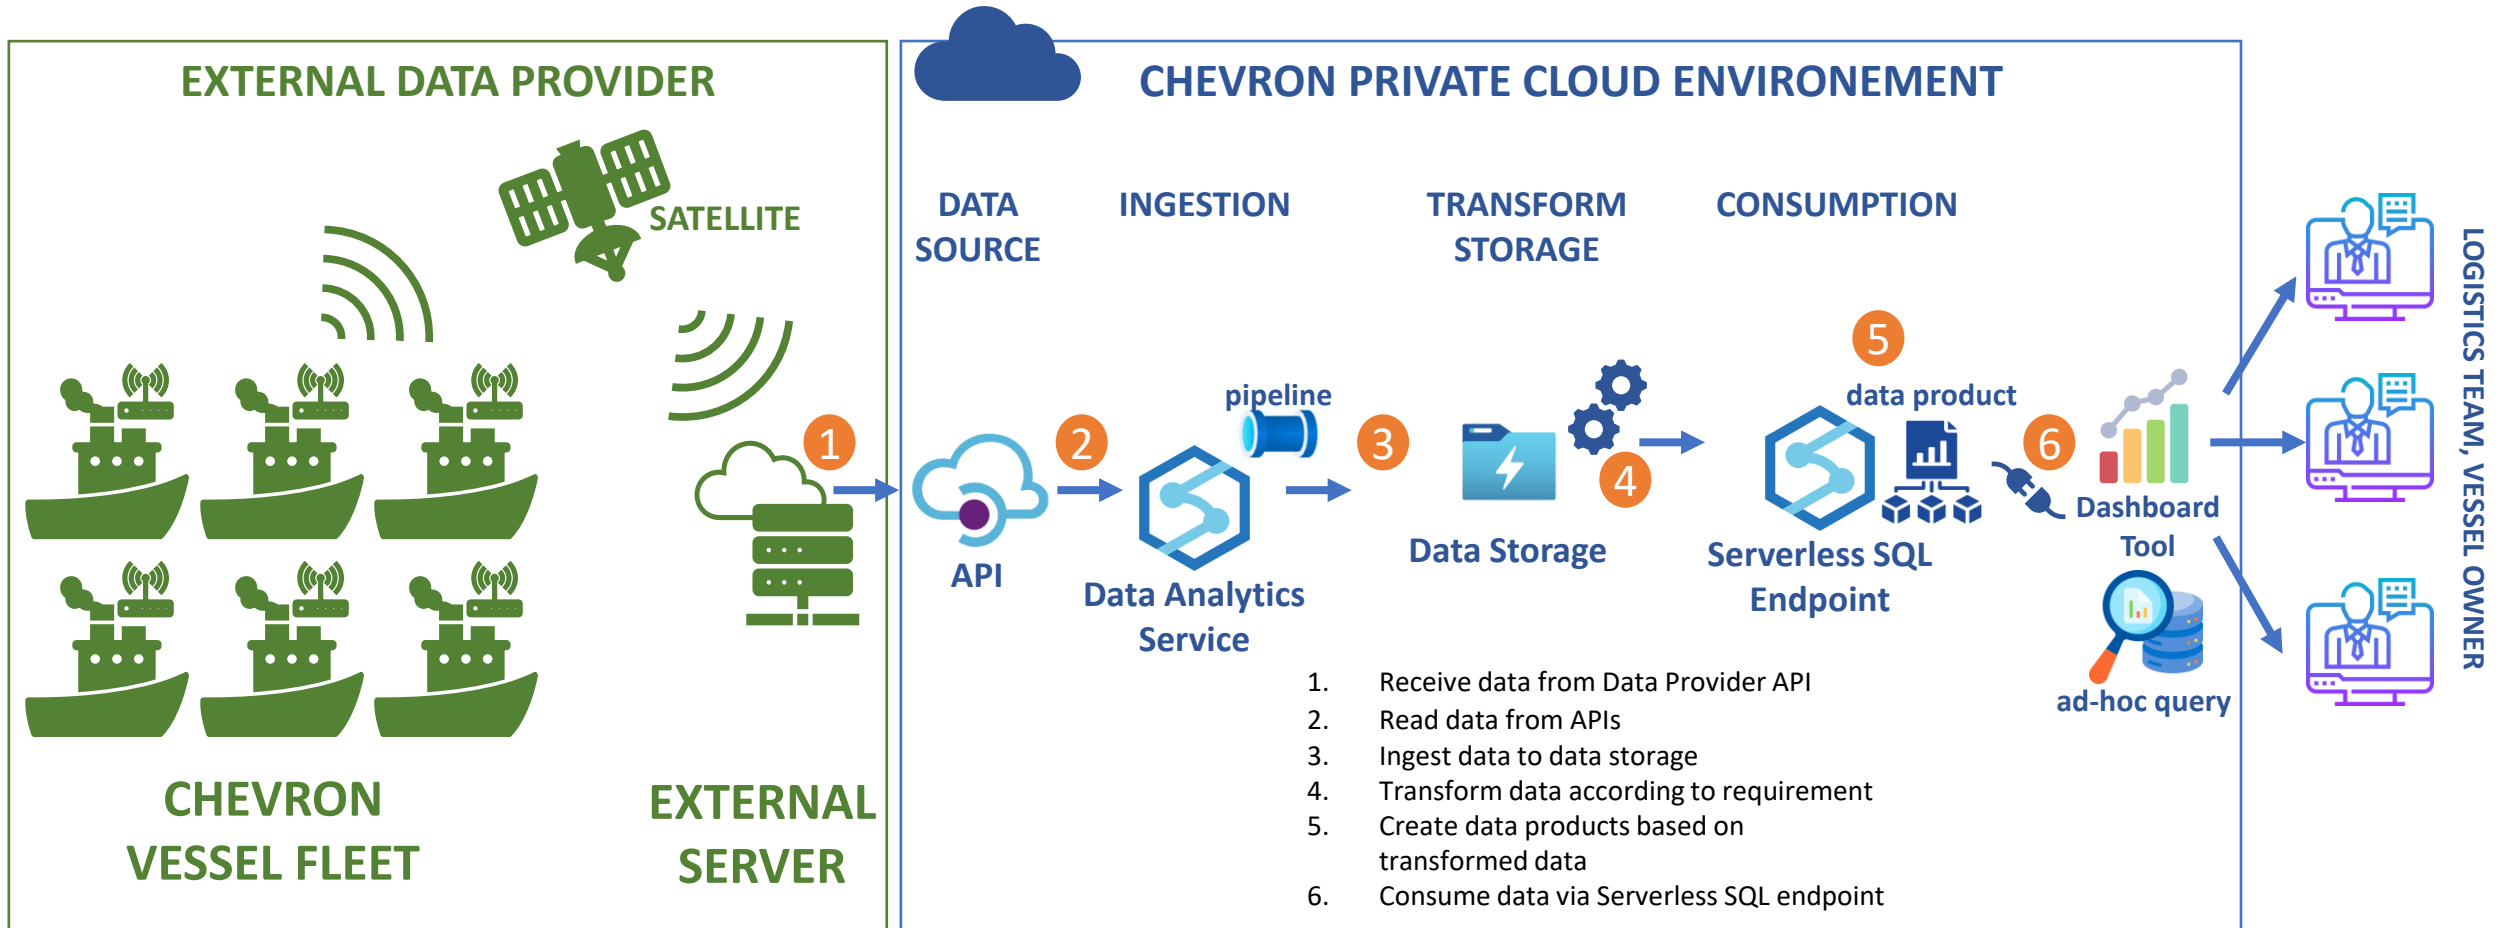 EXTERNAL DATA PROVIDER
SATELLITE
CHEVRON
VESSEL FLEET
EXTERNAL
SERVER
CHEVRON PRIVATE CLOUD ENVIRONEMENT
DATA
SOURCE
INGESTION
TRANSFORM
STORAGE
CONSUMPTION
1
API
2
pipeline
Data Analytics
Service
3
Data Storage
4
5
data product
Serverless SQL
Endpoint
6
Dashboard
Tool
ad-hoc query
LOGISTICS TEAM, VESSEL OWNER
1. Receive data from Data Provider API
2. Read data from APIs
3. Ingest data to data storage
4. Transform data according to requirement
5. Create data products based on
transformed data
6. Consume data via Serverless SQL endpoint